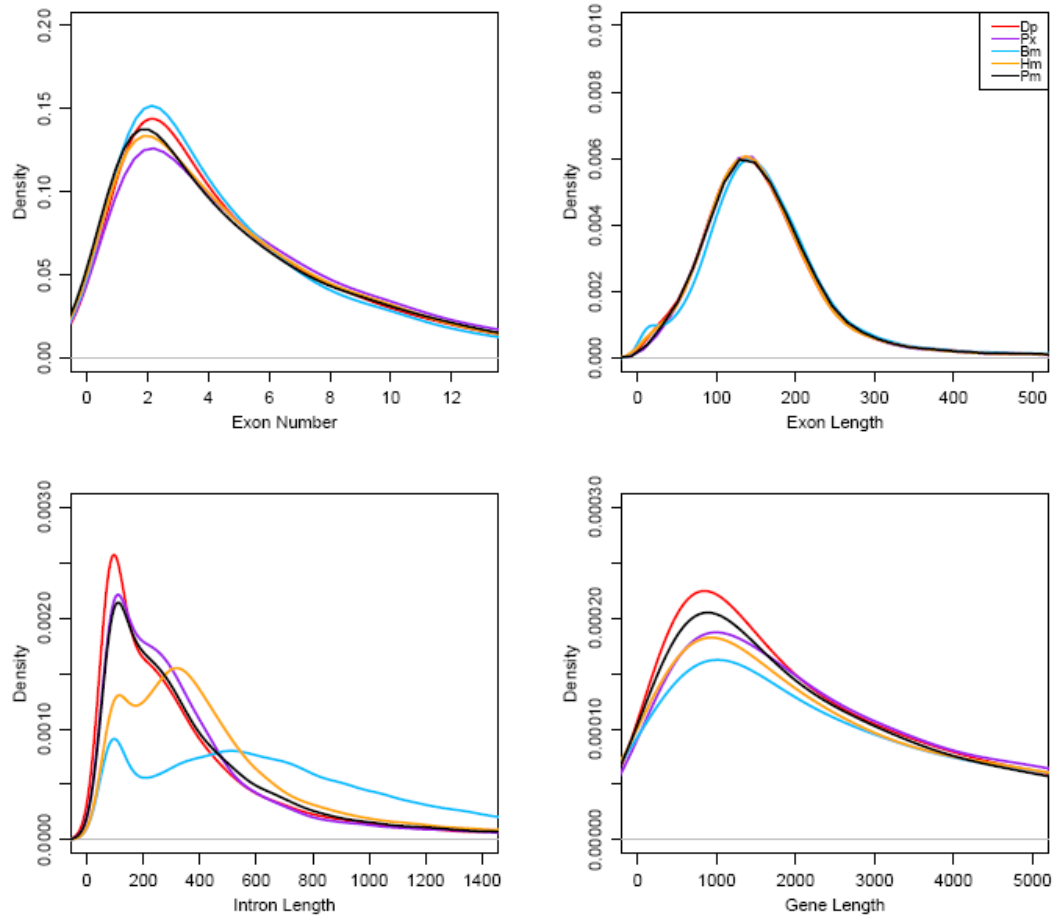 0.00 0.05 0.10 0.15 0.20
Density
0 2 4 6 8 10 12
Exon Number
0.000 0.002 0.004 0.006 0.008 0.010
Density
Dp
Px
Bm
Hm
Pm
0 100 200 300 400 500
Exon Length
0.0000 0.0010 0.0020 0.0030
Density
0 200 400 600 800 1000 1400
Intron Length
0.00000 0.00010 0.00020 0.00030
Density
0 1000 2000 3000 4000 5000
Gene Length